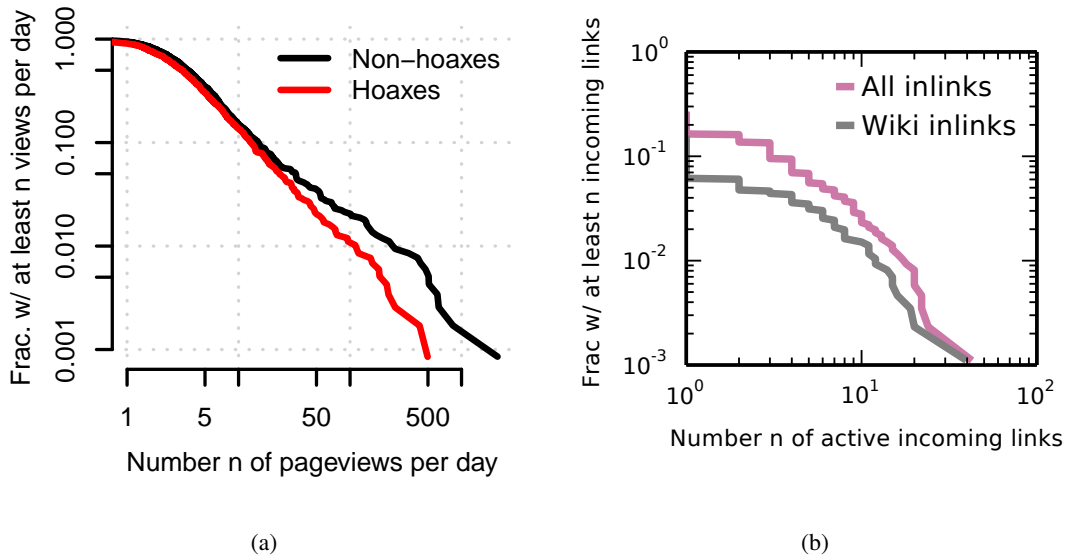 Frac. w/ at least n views per day
1.000
0.100
0.010
0.001
Non−hoaxes
Hoaxes
1 5 50 500
Number n of pageviews per day
(a)
Frac w/ at least n incoming links
10^0
10^-1
10^-2
10^-3
All inlinks
Wiki inlinks
10^0 10^1 10^2
Number n of active incoming links
(b)